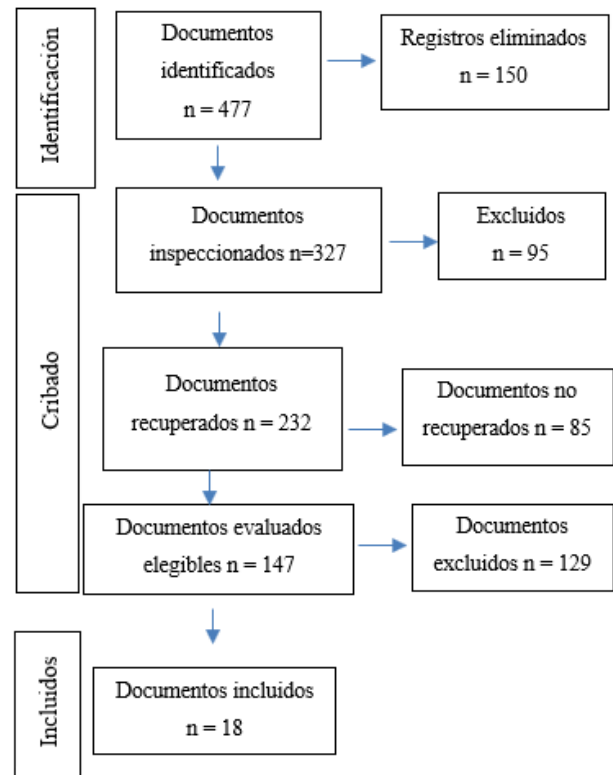 Identificación
Documentos
identificados
n = 477
Registros eliminados
n = 150
Cribado
Documentos
inspeccionados n=327
Excluidos
n = 95
Documentos
recuperados n = 232
Documentos no
recuperados n = 85
Documentos evaluados
elegibles n = 147
Documentos
excluidos n = 129
Incluidos
Documentos incluidos
n = 18